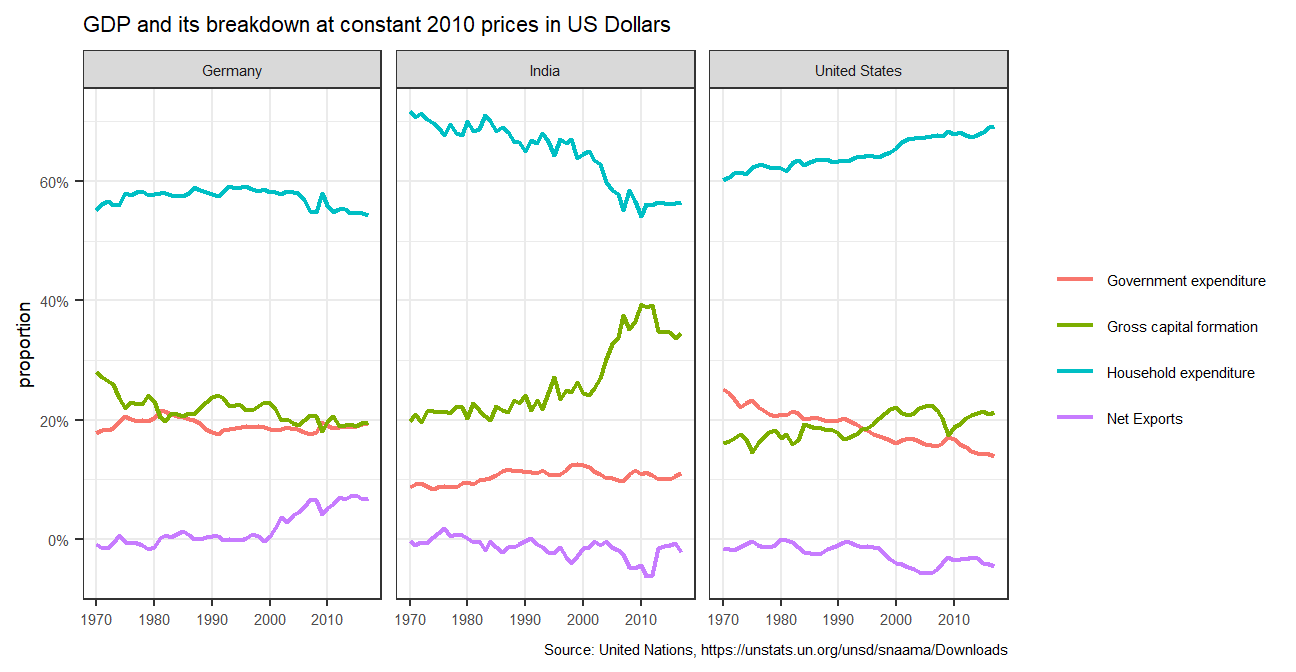 GDP and its breakdown at constant 2010 prices in US Dollars
Germany India United States
proportion
60%
40%
20%
0%
1970 1980 1990 2000 2010 1970 1980 1990 2000 2010 1970 1980 1990 2000 2010
Government expenditure
Gross capital formation
Household expenditure
Net Exports
Source: United Nations, https://unstats.un.org/unsd/snaama/Downloads